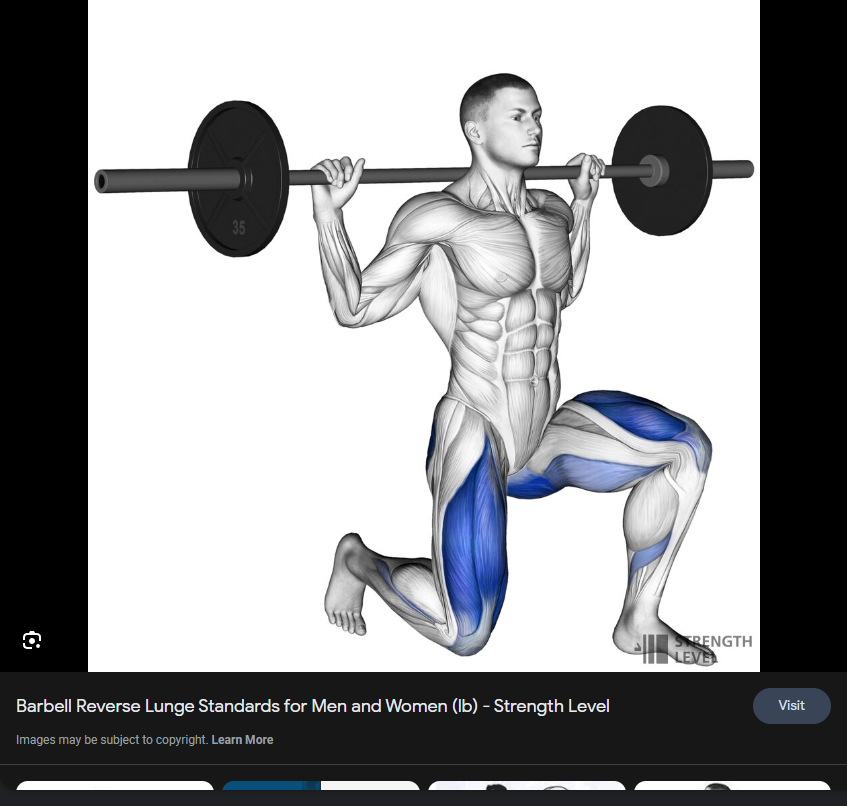 35
STRENGTH
LEVEL
Barbell Reverse Lunge Standards for Men and Women (lb) - Strength Level
Visit
Images may be subject to copyright. Learn More